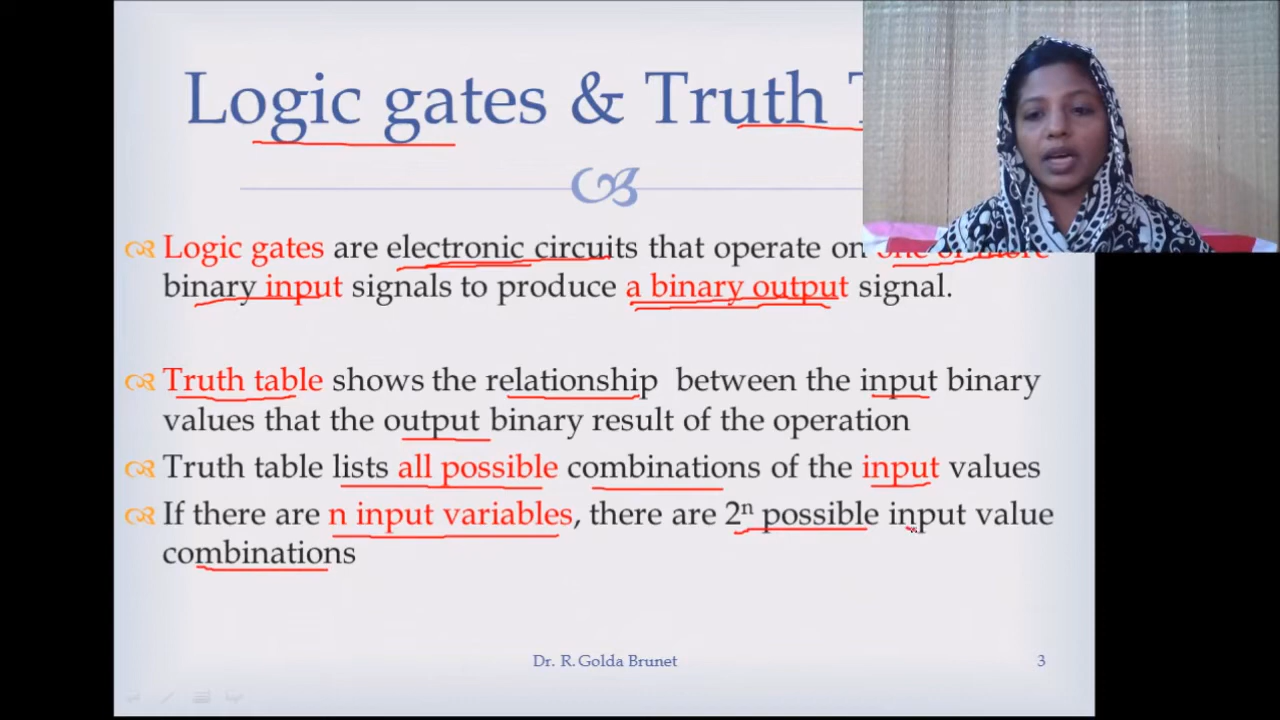 Logic gates & Truth
Logic gates are electronic circuits that operate on one or more
binary input signals to produce a binary output signal.
Truth table shows the relationship between the input binary
values that the output binary result of the operation
Truth table lists all possible combinations of the input values
If there are n input variables, there are 2ⁿ possible input value
combinations
Dr. R. Golda Brunet
3